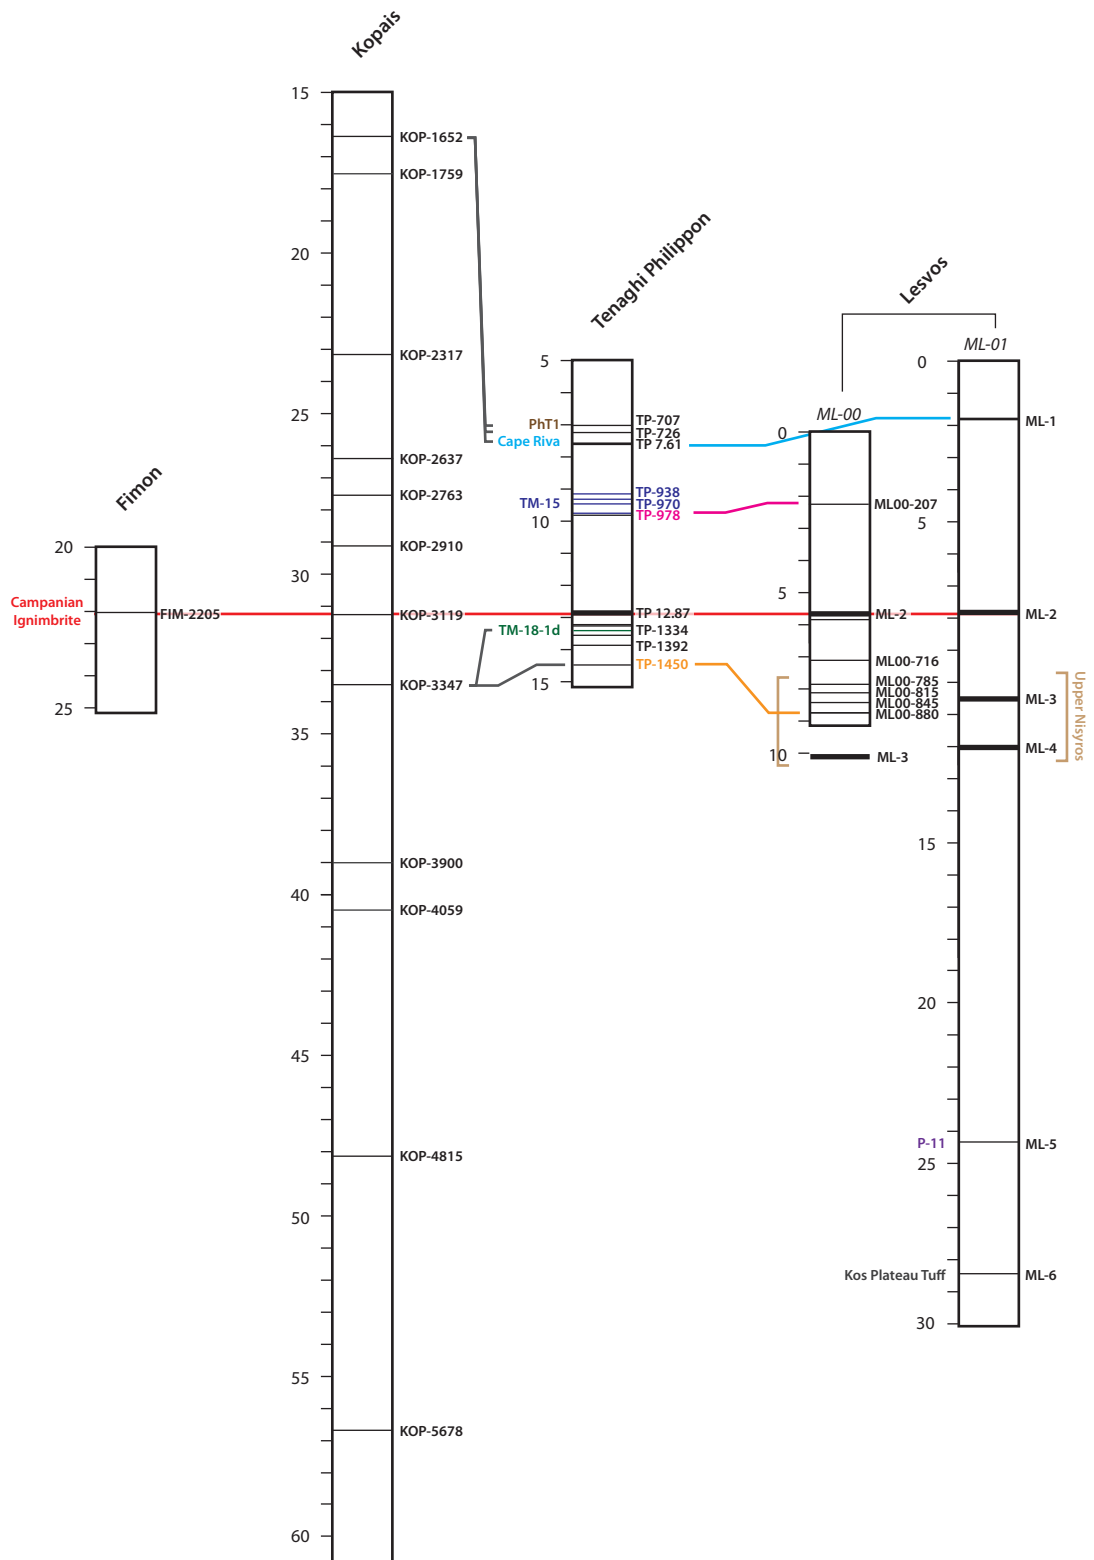 Kopais
15
KOP-1652
KOP-1759
20
KOP-2317
25
KOP-2637
KOP-2763
KOP-2910
30
KOP-3119
KOP-3347
35
KOP-3900
40
KOP-4059
45
KOP-4815
50
55
KOP-5678
60
Fimon
20
Campanian
Ignimbrite
FIM-2205
25
Tenaghi Philippon
5
PhT1
Cape Riva
TP-707
TP-726
TP 7.61
TM-15
TP-938
TP-970
TP-978
10
TP 12.87
TM-18-1d
TP-1334
TP-1392
TP-1450
15
Lesvos
ML-00
0
ML00-207
5
ML-2
ML00-716
ML00-785
ML00-815
ML00-845
ML00-880
10
ML-3
ML-01
0
ML-1
5
ML-2
ML-3
ML-4
Upper Nisyros
15
20
P-11
ML-5
25
Kos Plateau Tuff
ML-6
30